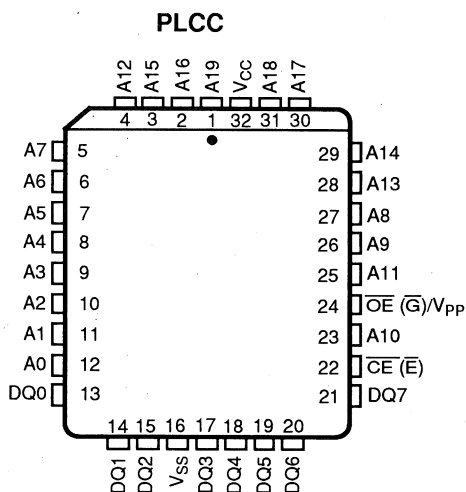 PLCC
A12 A15 A16 A19 VCC A18 A17
4 3 2 1 32 31 30
A7 5 29 A14
A6 6 28 A13
A5 7 27 A8
A4 8 26 A9
A3 9 25 A11
A2 10 24 O̅E̅ (G̅)/VPP
A1 11 23 A10
A0 12 22 C̅E̅ (E̅)
DQ0 13 21 DQ7
14 15 16 17 18 19 20
DQ1 DQ2 VSS DQ3 DQ4 DQ5 DQ6